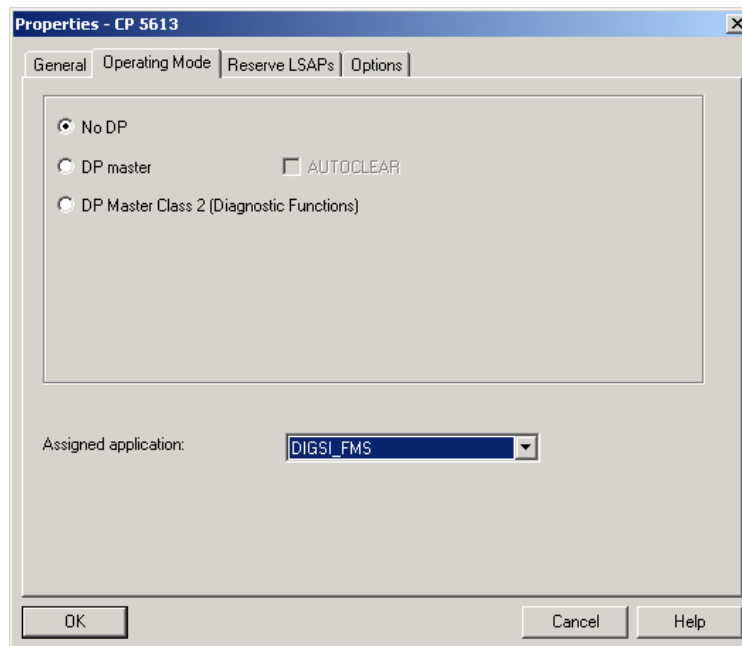 Properties - CP 5613
General Operating Mode Reserve LSAPs Options
No DP
DP master AUTOCLEAR
DP Master Class 2 (Diagnostic Functions)
Assigned application: DIGSI_FMS
OK Cancel Help